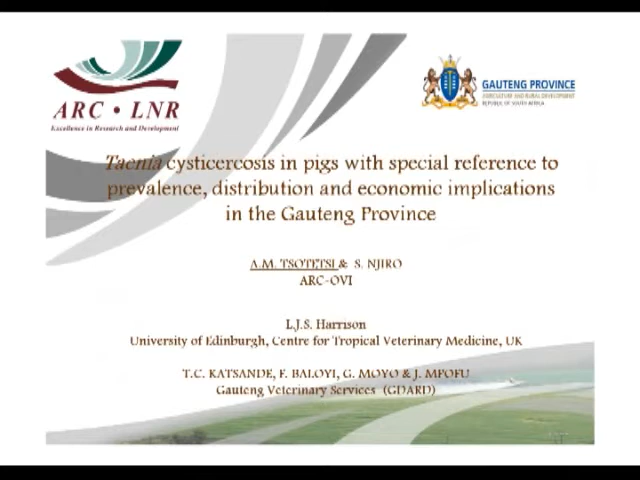 ARC • LNR
Excellence in Research and Development
GAUTENG PROVINCE
AGRICULTURE AND RURAL DEVELOPMENT
REPUBLIC OF SOUTH AFRICA
Taenia cysticercosis in pigs with special reference to
prevalence, distribution and economic implications
in the Gauteng Province
A.M. TSOTETSI & S. NJIRO
ARC-OVI
L.J.S. Harrison
University of Edinburgh, Centre for Tropical Veterinary Medicine, UK
T.C. KATSANDE, F. BALOYI, G. MOYO & J. MFOFU
Gauteng Veterinary Services (GDARD)